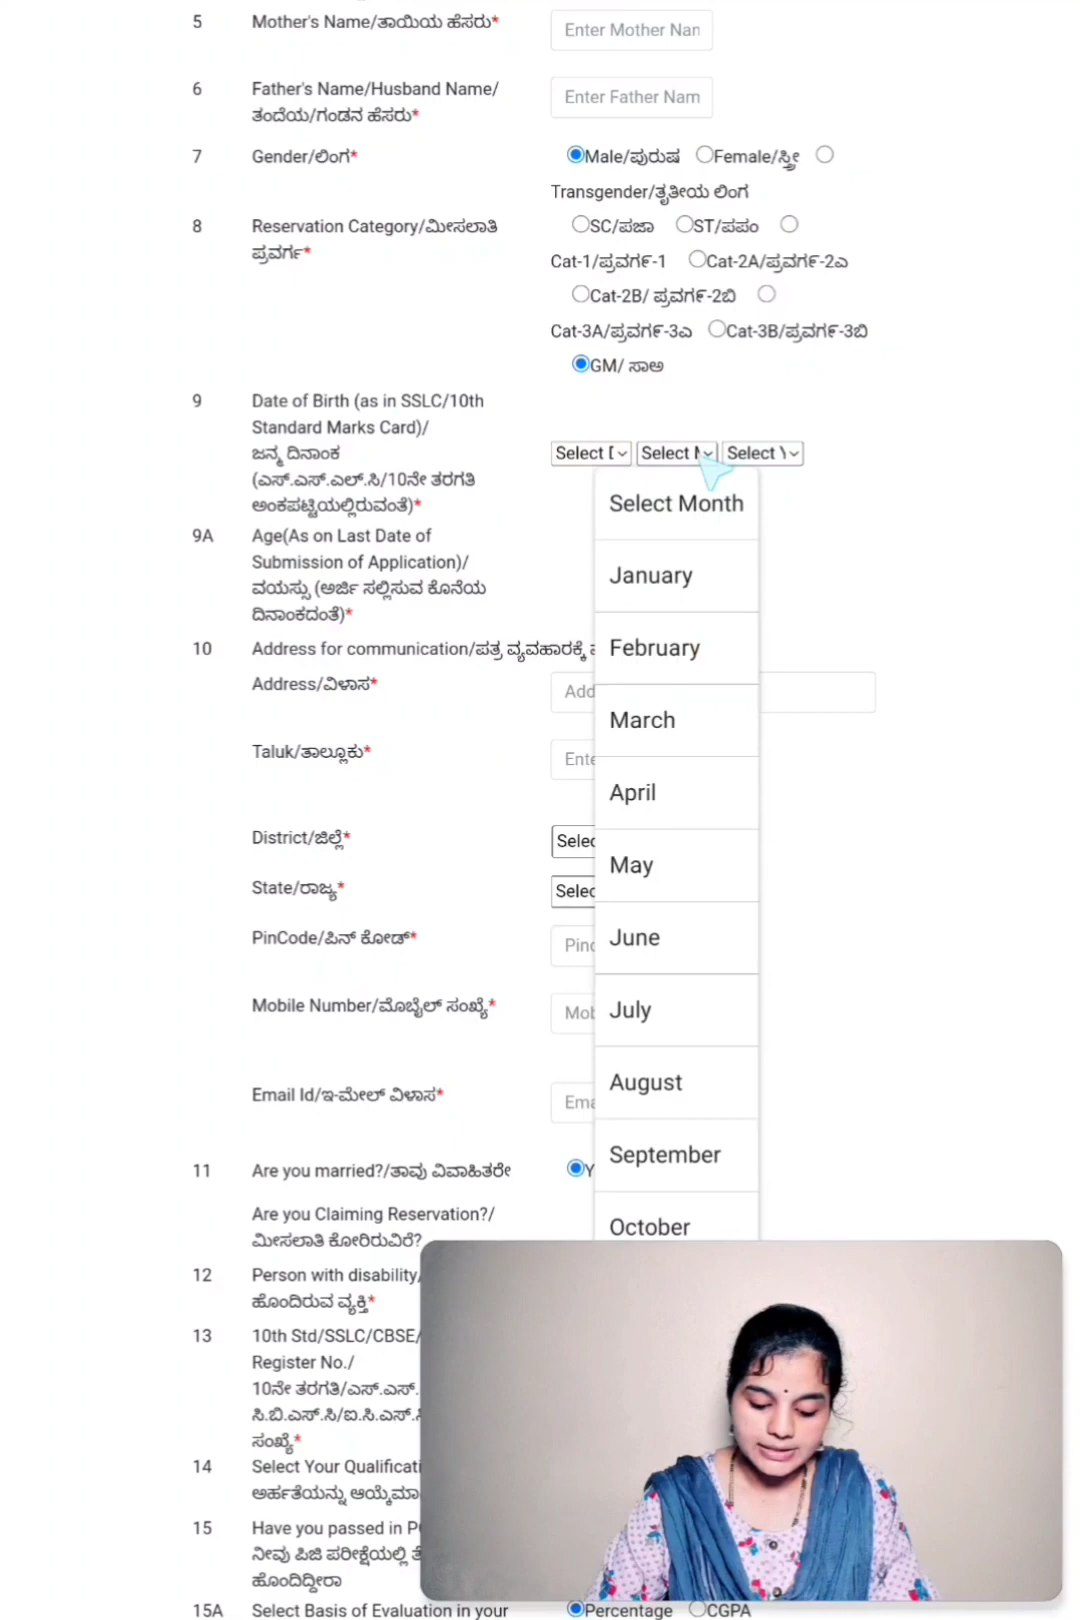 5 Mother's Name/ತಾಯಿಯ ಹೆಸರು* Enter Mother Nan
6 Father's Name/Husband Name/ Enter Father Nam
ತಂದೆಯ/ಗಂಡನ ಹೆಸರು*
7 Gender/ಲಿಂಗ* Male/ಪುರುಷ Female/ಸ್ತ್ರೀ
Transgender/ತೃತೀಯ ಲಿಂಗ
8 Reservation Category/ಮೀಸಲಾತಿ SC/ಪಜಾ ST/ಪಪಂ
ಪ್ರವರ್ಗ*
Cat-1/ಪ್ರವರ್ಗ-1 Cat-2A/ಪ್ರವರ್ಗ-2ಎ
Cat-2B/ ಪ್ರವರ್ಗ-2ಬಿ
Cat-3A/ಪ್ರವರ್ಗ-3ಎ Cat-3B/ಪ್ರವರ್ಗ-3ಬಿ
GM/ ಸಾಅ
9 Date of Birth (as in SSLC/10th
Standard Marks Card)/
ಜನ್ಮ ದಿನಾಂಕ Select Select Select
(ಎಸ್.ಎಸ್.ಎಲ್.ಸಿ/10ನೇ ತರಗತಿ
ಅಂಕಪಟ್ಟಿಯಲ್ಲಿರುವಂತೆ)*
Select Month
9A Age(As on Last Date of
Submission of Application)/
ವಯಸ್ಸು (ಅರ್ಜಿ ಸಲ್ಲಿಸುವ ಕೊನೆಯ
ದಿನಾಂಕದಂತೆ)*
January
10 Address for communication/ಪತ್ರ ವ್ಯವಹಾರಕ್ಕೆ
February
Address/ವಿಳಾಸ* Add
March
Taluk/ತಾಲ್ಲೂಕು* Ente
April
District/ಜಿಲ್ಲೆ* Selec
May
State/ರಾಜ್ಯ* Selec
PinCode/ಪಿನ್ ಕೋಡ್* Pinc
June
Mobile Number/ಮೊಬೈಲ್ ಸಂಖ್ಯೆ* Mob
July
Email Id/ಇ-ಮೇಲ್ ವಿಳಾಸ* Ema
August
11 Are you married?/ತಾವು ವಿವಾಹಿತರೇ Y
September
Are you Claiming Reservation?/
ಮೀಸಲಾತಿ ಕೋರಿರುವಿರೆ?
October
12 Person with disability/
ಹೊಂದಿರುವ ವ್ಯಕ್ತಿ*
13 10th Std/SSLC/CBSE/
Register No./
10ನೇ ತರಗತಿ/ಎಸ್.ಎಸ್.
ಸಿ.ಬಿ.ಎಸ್.ಸಿ/ಐ.ಸಿ.ಎಸ್.
ಸಂಖ್ಯೆ*
14 Select Your Qualificati
ಅರ್ಹತೆಯನ್ನು ಆಯ್ಕೆಮಾ
15 Have you passed in P
ನೀವು ಪಿಜಿ ಪರೀಕ್ಷೆಯಲ್ಲಿ
ಹೊಂದಿದ್ದೀರಾ
15A Select Basis of Evaluation in your Percentage CGPA